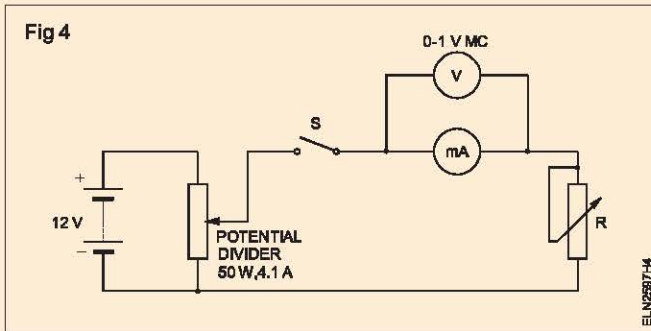 Fig 4
0-1 V MC
V
S
mA
+
12 V
−
POTENTIAL
DIVIDER
50 W,4.1 A
R
ELN2597H4